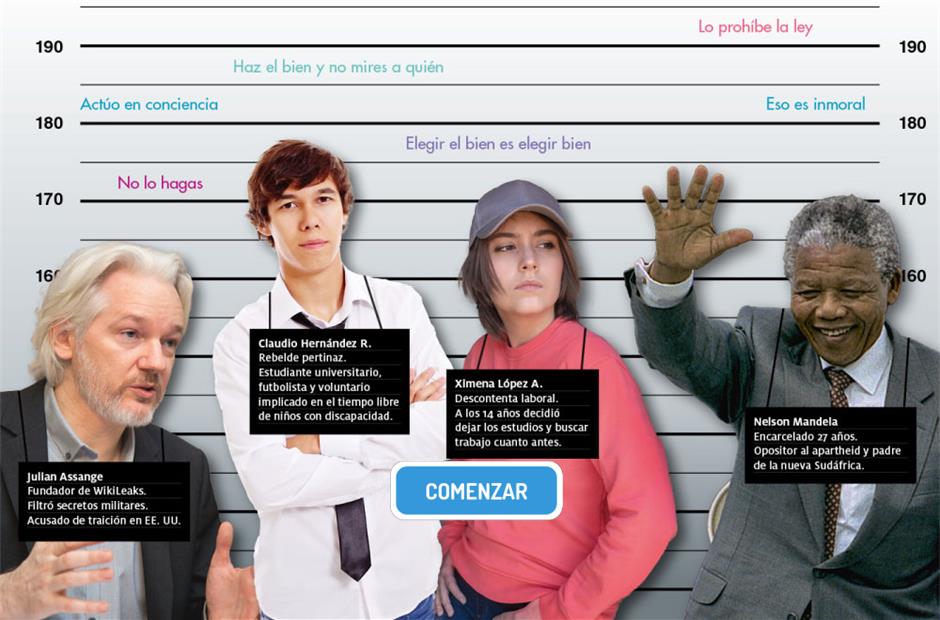 Lo prohíbe la ley
190
190
Haz el bien y no mires a quién
Actúo en conciencia
Eso es inmoral
180
180
Elegir el bien es elegir bien
No lo hagas
170
170
160
160
Claudio Hernández R.
Rebelde pertinaz.
Estudiante universitario,
futbolista y voluntario
implicado en el tiempo libre
de niños con discapacidad.
Ximena López A.
Descontenta laboral.
A los 14 años decidió
dejar los estudios y buscar
trabajo cuanto antes.
Nelson Mandela
Encarcelado 27 años.
Opositor al apartheid y padre
de la nueva Sudáfrica.
Julian Assange
Fundador de WikiLeaks.
Filtró secretos militares.
Acusado de traición en EE. UU.
COMENZAR